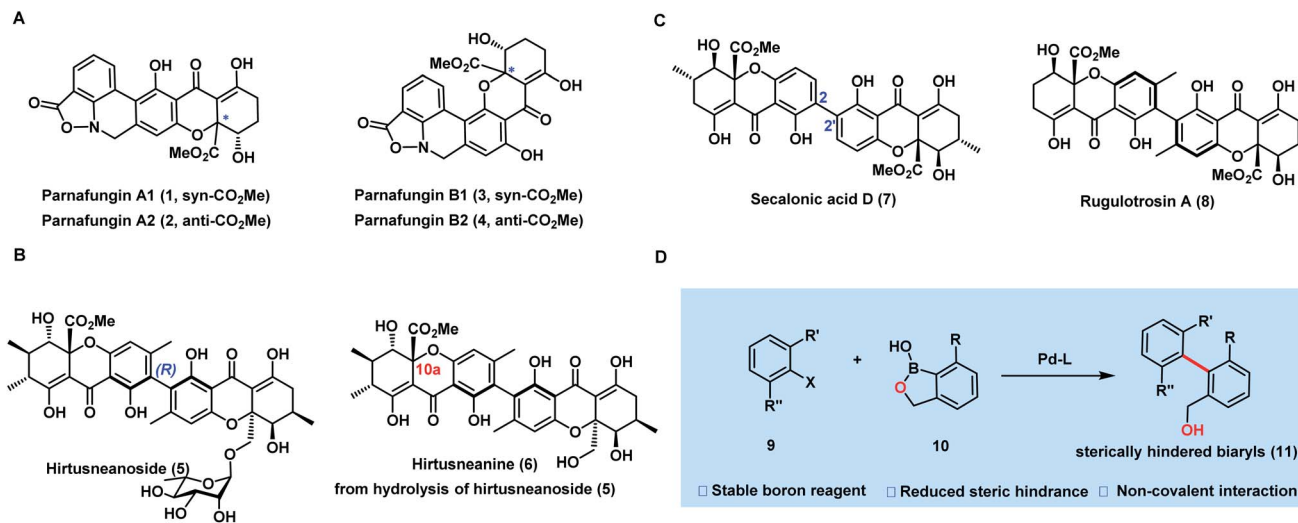 A
OH
O
OH
O
O
N
O
*
MeO₂C
OH
Parnafungin A1 (1, syn-CO₂Me)
Parnafungin A2 (2, anti-CO₂Me)
HO
MeO₂C
*
O
OH
O
O
O
N
OH
Parnafungin B1 (3, syn-CO₂Me)
Parnafungin B2 (4, anti-CO₂Me)
B
HO
CO₂Me
O
(R)
OH
O
OH
OH
O
OH
O
OH
O
O
HO
HO
OH
Hirtusneanoside (5)
HO
CO₂Me
O
10a
OH
O
OH
OH
O
OH
O
HO
OH
Hirtusneanine (6)
from hydrolysis of hirtusneanoside (5)
C
HO
CO₂Me
O
2
OH
O
OH
OH
O
OH
2'
O
MeO₂C
OH
Secalonic acid D (7)
HO
CO₂Me
O
OH
O
OH
OH
O
OH
O
MeO₂C
OH
Rugulotrosin A (8)
D
R'
X
R"
9
+
HO
R
B
O
10
Pd-L
R'
R
R"
OH
sterically hindered biaryls (11)
□ Stable boron reagent □ Reduced steric hindrance □ Non-covalent interaction